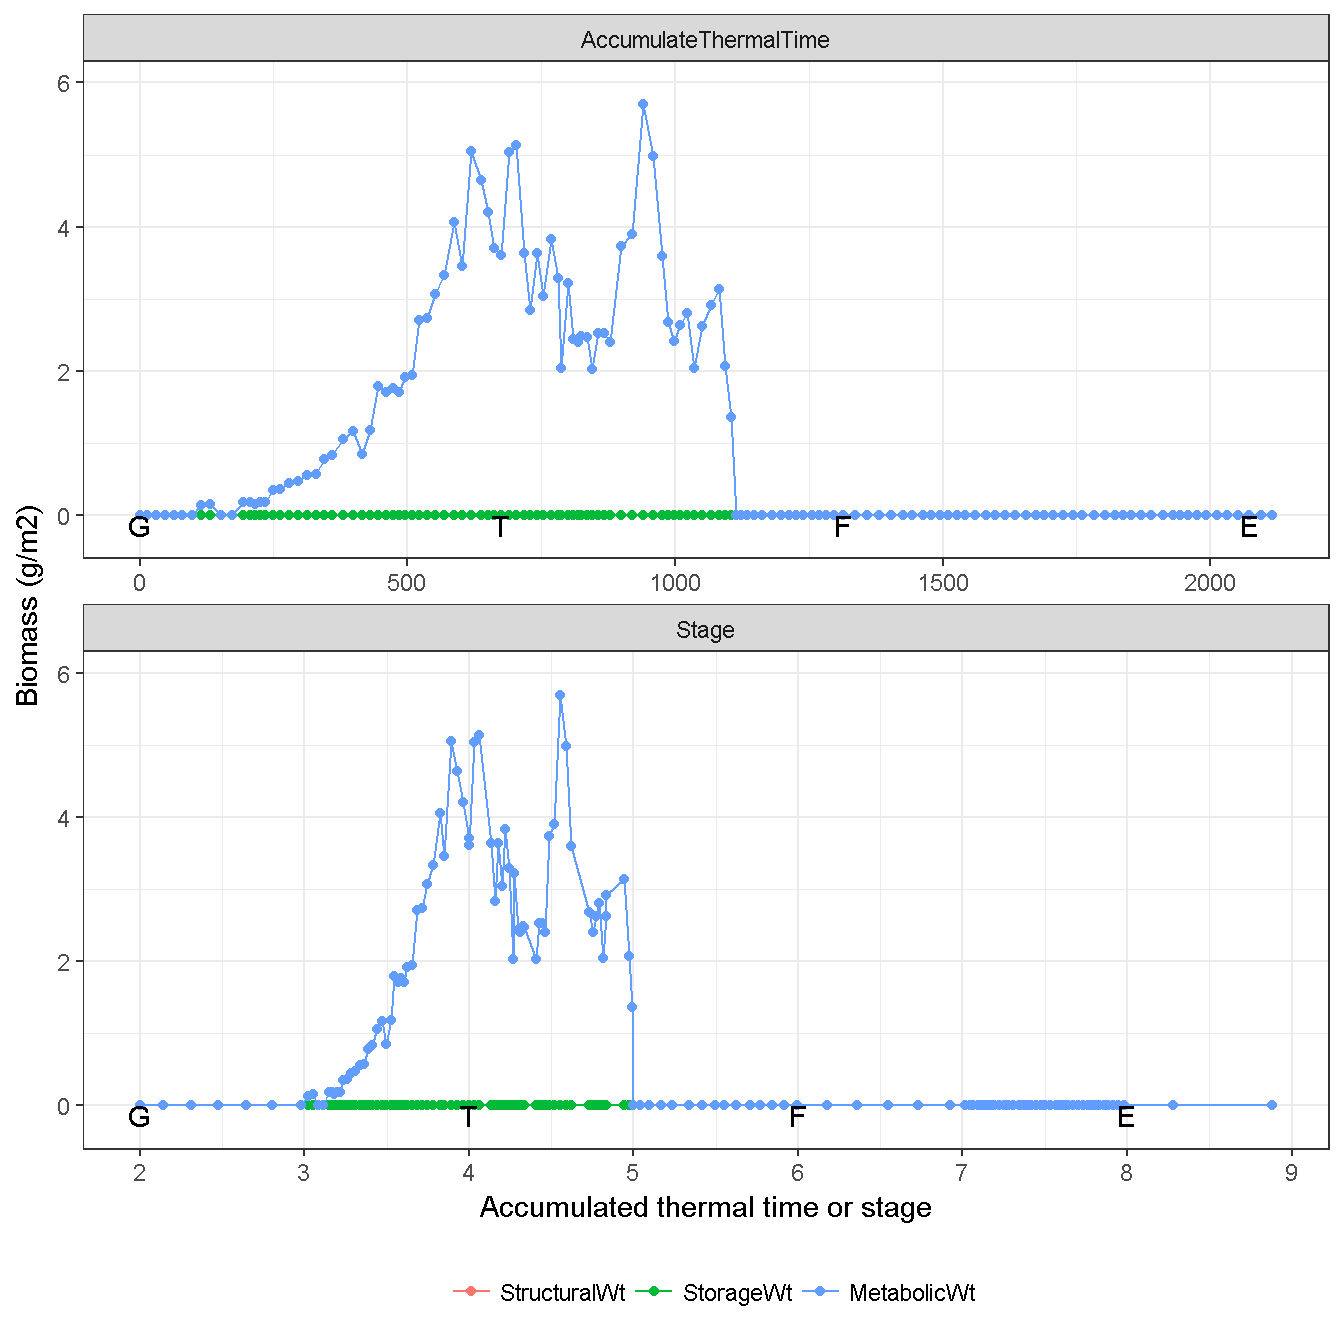 AccumulateThermalTime
6
4
2
0
G T F E
0 500 1000 1500 2000
Biomass (g/m2)
Stage
6
4
2
0
G T F E
2 3 4 5 6 7 8 9
Accumulated thermal time or stage
StructuralWt StorageWt MetabolicWt